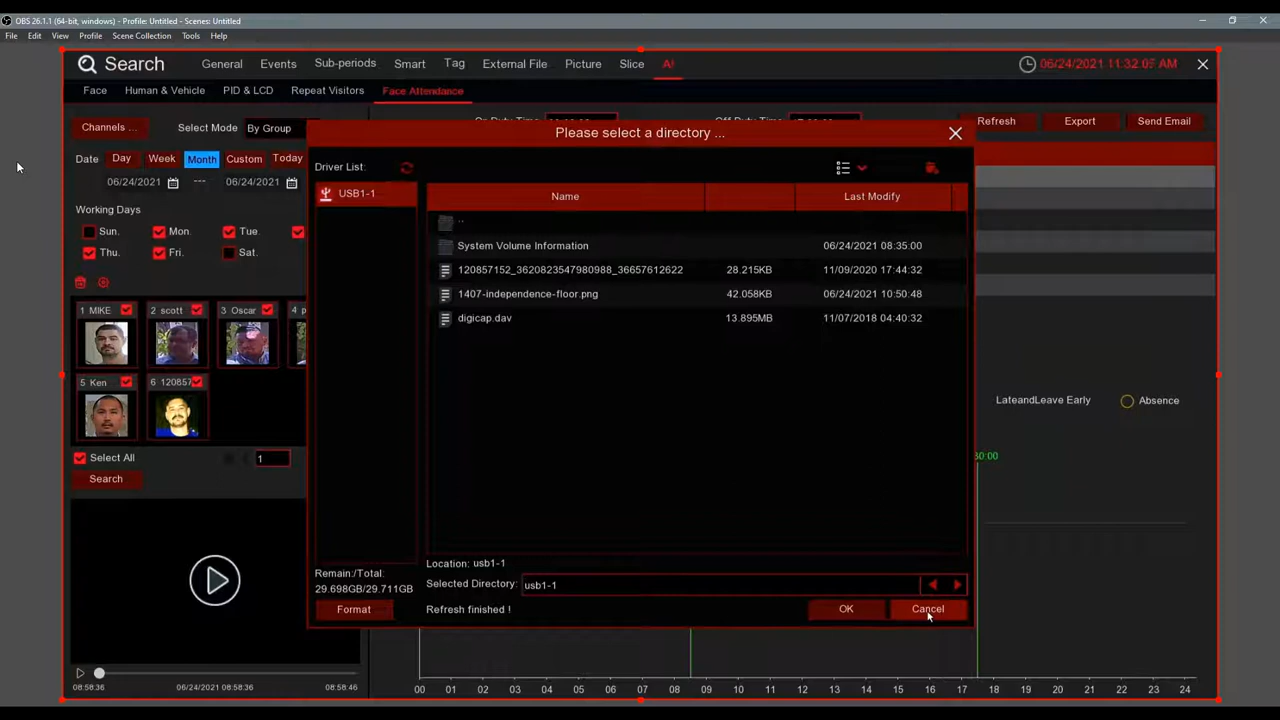 OBS 26.1.1 (64-bit, windows) - Profile: Untitled - Scenes: Untitled
File Edit View Profile Scene Collection Tools Help
Search General Events Sub-periods Smart Tag External File Picture Slice AI 06/24/2021 11:32:07 AM
Face Human & Vehicle PID & LCD Repeat Visitors Face Attendance
Channels ... Select Mode By Group
Refresh Export Send Email
Please select a directory ...
Date Day Week Month Custom Today
06/24/2021 --- 06/24/2021
Working Days
Sun. Mon. Tue.
Thu. Fri. Sat.
1 MIKE 2 scott 3 Oscar 4 p
5 Ken 6 120857
Select All 1
Search
Driver List:
USB1-1
Name Last Modify
..
System Volume Information 06/24/2021 08:35:00
120857152_3620823547980988_36657612622 28.215KB 11/09/2020 17:44:32
1407-independence-floor.png 42.058KB 06/24/2021 10:50:48
digicap.dav 13.895MB 11/07/2018 04:40:32
LateandLeave Early Absence
Location: usb1-1
Remain:/Total:
29.698GB/29.711GB
Selected Directory: usb1-1
Format Refresh finished ! OK Cancel
08:58:36 06/24/2021 08:58:36 08:58:46
00 01 02 03 04 05 06 07 08 09 10 11 12 13 14 15 16 17 18 19 20 21 22 23 24